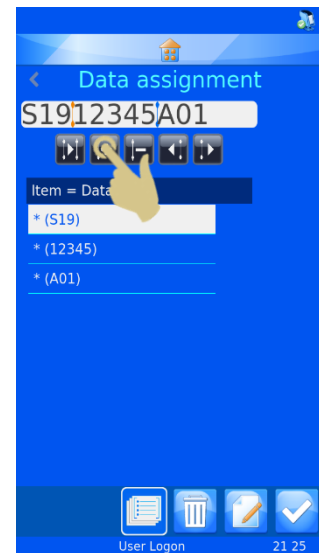 Data assignment
S1912345A01
Item = Data
* (S19)
* (12345)
* (A01)
User Logon
21 25